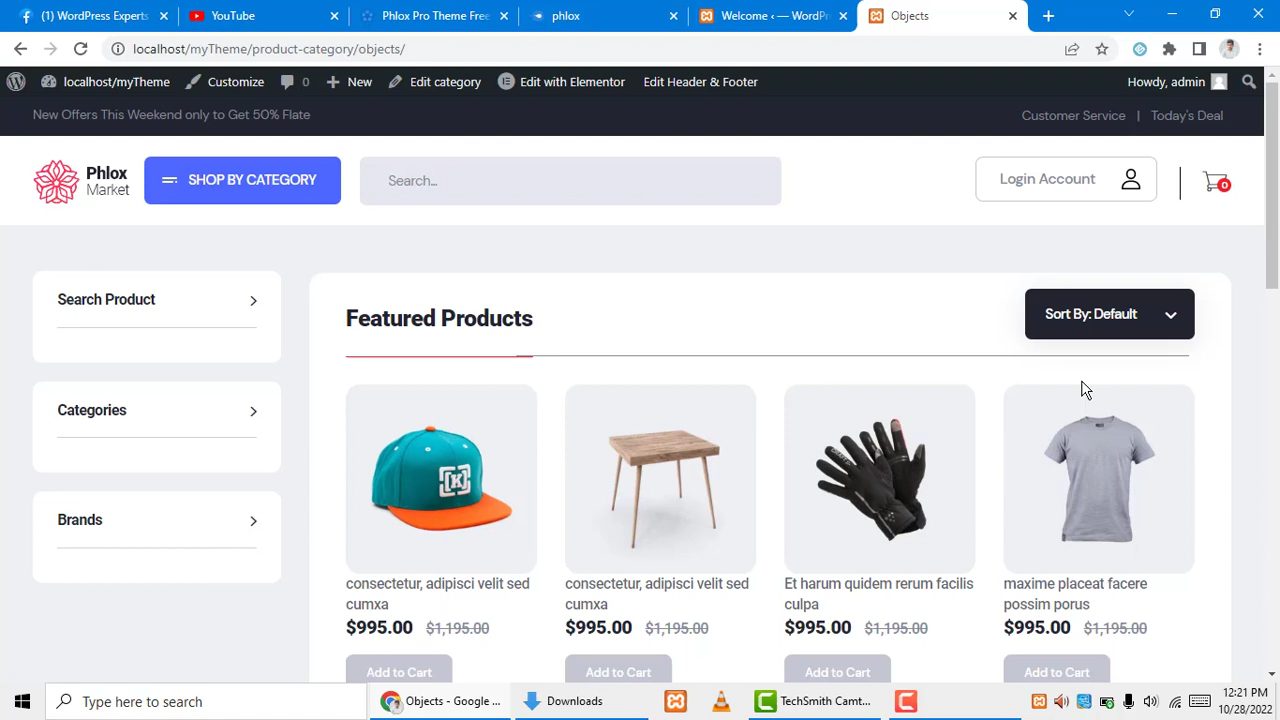 (1) WordPress Experts
YouTube
Phlox Pro Theme Free
phlox
Welcome ‹ — WordPr
Objects
localhost/myTheme/product-category/objects/
localhost/myTheme
Customize
0
New
Edit category
Edit with Elementor
Edit Header & Footer
Howdy, admin
New Offers This Weekend only to Get 50% Flate
Customer Service | Today's Deal
Phlox
Market
SHOP BY CATEGORY
Search...
Login Account
0
Search Product
Categories
Brands
Featured Products
Sort By: Default
[K]
consectetur, adipisci velit sed
cumxa
$995.00 $1,195.00
Add to Cart
consectetur, adipisci velit sed
cumxa
$995.00 $1,195.00
Add to Cart
Et harum quidem rerum facilis
culpa
$995.00 $1,195.00
Add to Cart
maxime placeat facere
possim porus
$995.00 $1,195.00
Add to Cart
Type here to search
Objects - Google ...
Downloads
TechSmith Camt...
12:21 PM
10/28/2022